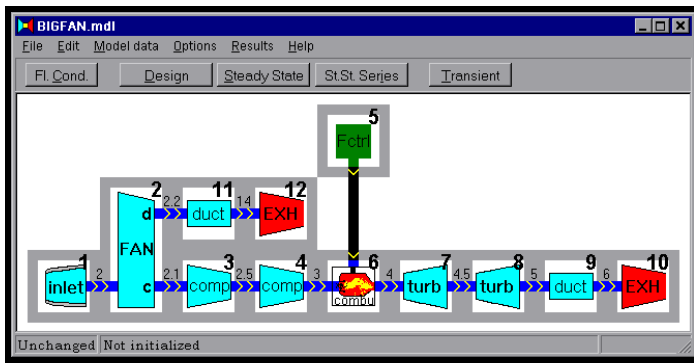 BIGFAN.mdl
File Edit Model data Options Results Help
Fl. Cond. Design Steady State St.St. Series Transient
5
Fctrl
2 2.2 11 14 12
d duct EXH
FAN
1 3 4 6 7 8 9 10
2 c 2.1 2.5 3 4 4.5 5 6
inlet comp comp combu turb turb duct EXH
Unchanged Not initialized